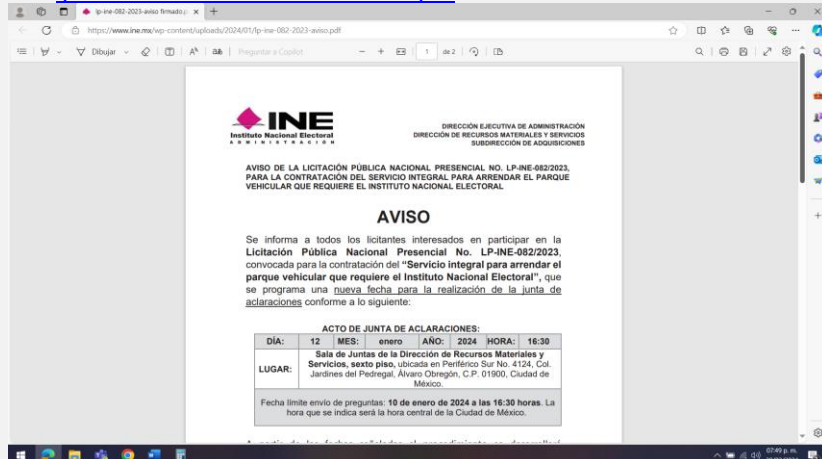 lp-ine-082-2023-aviso firmado.p
https://www.ine.mx/wp-content/uploads/2024/01/lp-ine-082-2023-aviso.pdf
Dibujar
Preguntar a Copilot
1 de 2
INE
Instituto Nacional Electoral
ADMINISTRACIÓN
DIRECCIÓN EJECUTIVA DE ADMINISTRACIÓN
DIRECCIÓN DE RECURSOS MATERIALES Y SERVICIOS
SUBDIRECCIÓN DE ADQUISICIONES
AVISO DE LA LICITACIÓN PÚBLICA NACIONAL PRESENCIAL NO. LP-INE-082/2023,
PARA LA CONTRATACIÓN DEL SERVICIO INTEGRAL PARA ARRENDAR EL PARQUE
VEHICULAR QUE REQUIERE EL INSTITUTO NACIONAL ELECTORAL
AVISO
Se informa a todos los licitantes interesados en participar en la
Licitación Pública Nacional Presencial No. LP-INE-082/2023,
convocada para la contratación del “Servicio integral para arrendar el
parque vehicular que requiere el Instituto Nacional Electoral”, que
se programa una nueva fecha para la realización de la junta de
aclaraciones conforme a lo siguiente:
ACTO DE JUNTA DE ACLARACIONES:
DÍA: 12 MES: enero AÑO: 2024 HORA: 16:30
LUGAR: Sala de Juntas de la Dirección de Recursos Materiales y
Servicios, sexto piso, ubicada en Periférico Sur No. 4124, Col.
Jardines del Pedregal, Álvaro Obregón, C.P. 01900, Ciudad de
México.
Fecha límite envío de preguntas: 10 de enero de 2024 a las 16:30 horas. La
hora que se indica será la hora central de la Ciudad de México.
07:49 p. m.